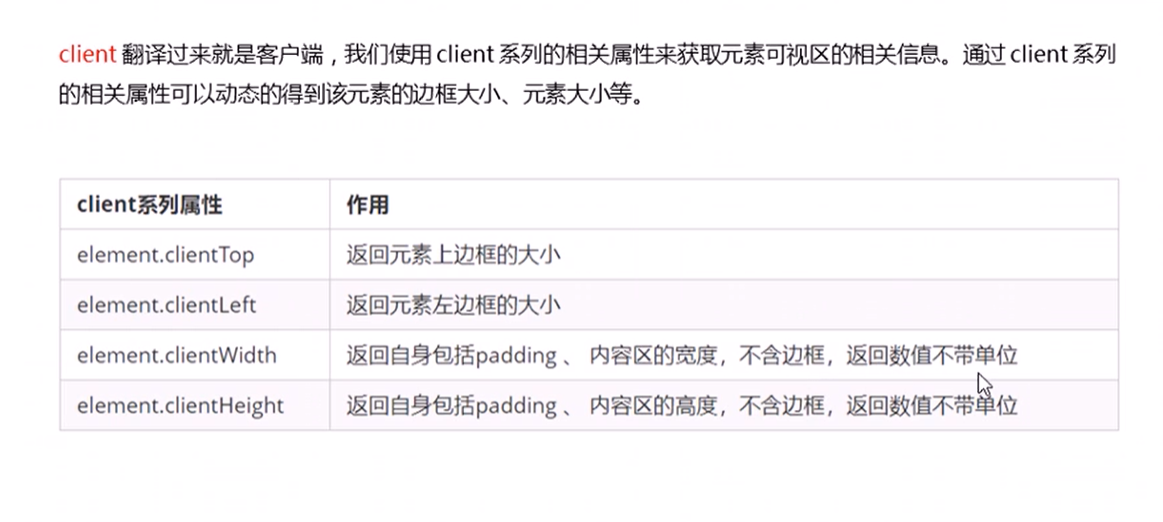 client 翻译过来就是客户端，我们使用 client 系列的相关属性来获取元素可视区的相关信息。通过 client 系列
的相关属性可以动态的得到该元素的边框大小、元素大小等。
client系列属性 作用
element.clientTop 返回元素上边框的大小
element.clientLeft 返回元素左边框的大小
element.clientWidth 返回自身包括padding 、 内容区的宽度，不含边框，返回数值不带单位
element.clientHeight 返回自身包括padding 、 内容区的高度，不含边框，返回数值不带单位